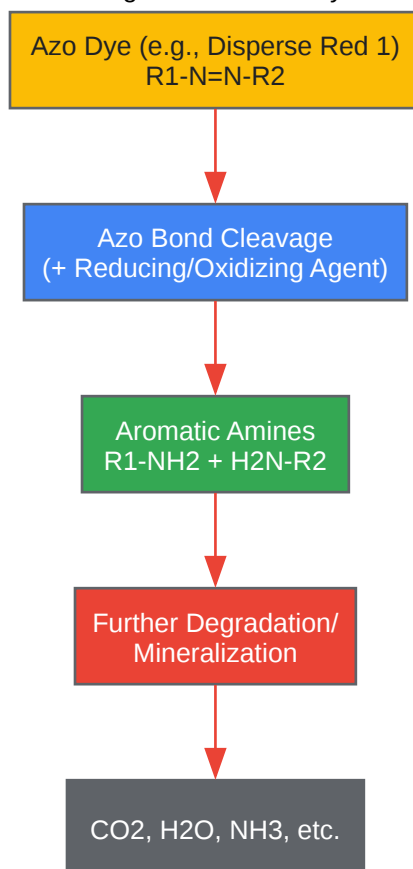 Azo Dye (e.g., Disperse Red 1)
R1-N=N-R2
Azo Bond Cleavage
(+ Reducing/Oxidizing Agent)
Aromatic Amines
R1-NH2 + H2N-R2
Further Degradation/
Mineralization
CO2, H2O, NH3, etc.